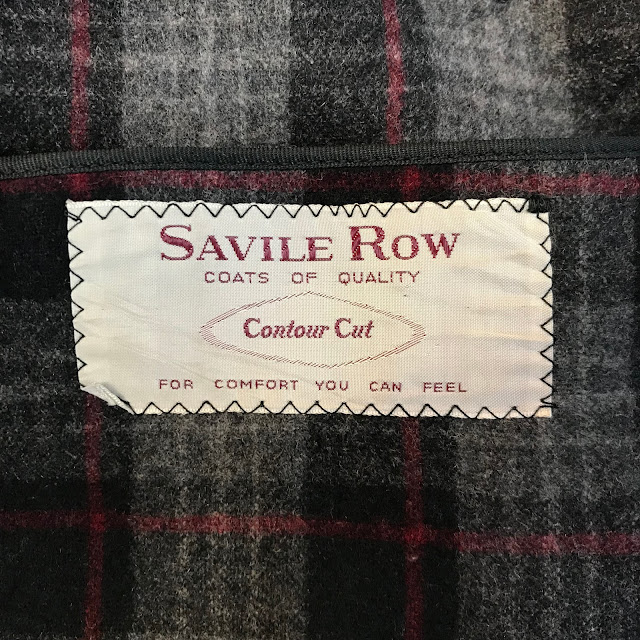 SAVILE ROW
COATS OF QUALITY
Contour Cut
FOR COMFORT YOU CAN FEEL